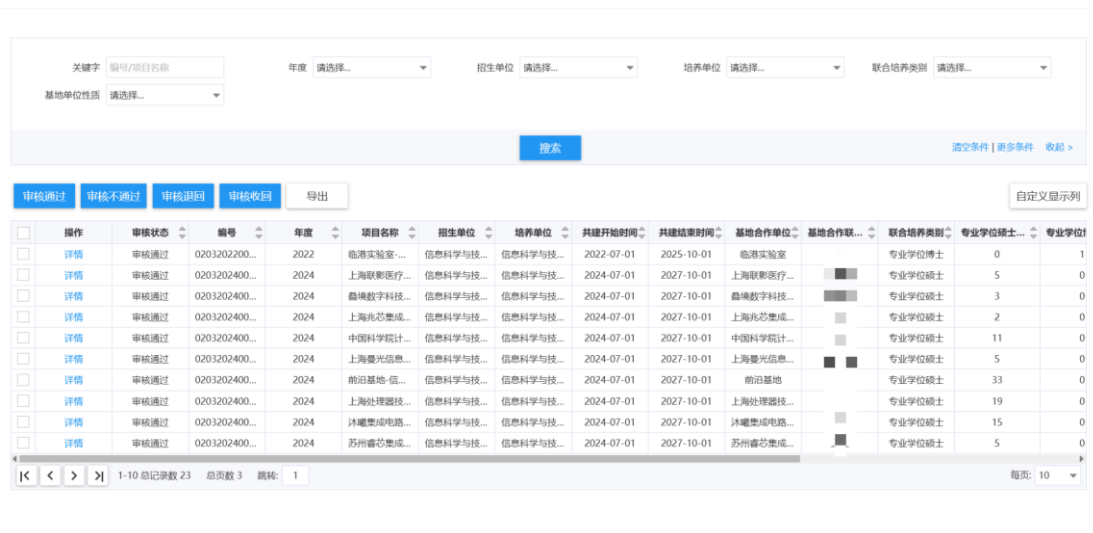 关键字 编号/项目名称 年度 请选择... 招生单位 请选择... 培养单位 请选择... 联合培养类别 请选择...
基地单位性质 请选择...
搜索 清空条件 | 更多条件 收起 >
审核通过 审核不通过 审核退回 审核收回 导出 自定义显示列
操作 审核状态 编号 年度 项目名称 招生单位 培养单位 共建开始时间 共建结束时间 基地合作单位 基地合作联... 联合培养类别 专业学位硕士... 专业学位
详情 审核通过 0203202200... 2022 临港实验室-... 信息科学与技... 信息科学与技... 2022-07-01 2025-10-01 临港实验室 专业学位博士 0 1
详情 审核通过 0203202400... 2024 上海联影医疗... 信息科学与技... 信息科学与技... 2024-07-01 2027-10-01 上海联影医疗... 专业学位硕士 5 0
详情 审核通过 0203202400... 2024 叠境数字科技... 信息科学与技... 信息科学与技... 2024-07-01 2027-10-01 叠境数字科技... 专业学位硕士 3 0
详情 审核通过 0203202400... 2024 上海兆芯集成... 信息科学与技... 信息科学与技... 2024-07-01 2027-10-01 上海兆芯集成... 专业学位硕士 2 0
详情 审核通过 0203202400... 2024 中国科学院计... 信息科学与技... 信息科学与技... 2024-07-01 2027-10-01 中国科学院计... 专业学位硕士 11 0
详情 审核通过 0203202400... 2024 上海曼光信息... 信息科学与技... 信息科学与技... 2024-07-01 2027-10-01 上海曼光信息... 专业学位硕士 5 0
详情 审核通过 0203202400... 2024 前沿基地-信... 信息科学与技... 信息科学与技... 2024-07-01 2027-10-01 前沿基地 专业学位硕士 33 0
详情 审核通过 0203202400... 2024 上海处理器技... 信息科学与技... 信息科学与技... 2024-07-01 2027-10-01 上海处理器技... 专业学位硕士 19 0
详情 审核通过 0203202400... 2024 沐曦集成电路... 信息科学与技... 信息科学与技... 2024-07-01 2027-10-01 沐曦集成电路... 专业学位硕士 15 0
详情 审核通过 0203202400... 2024 苏州睿芯集成... 信息科学与技... 信息科学与技... 2024-07-01 2027-10-01 苏州睿芯集成... 专业学位硕士 5 0
1-10 总记录数 23 总页数 3 跳转: 1 每页: 10